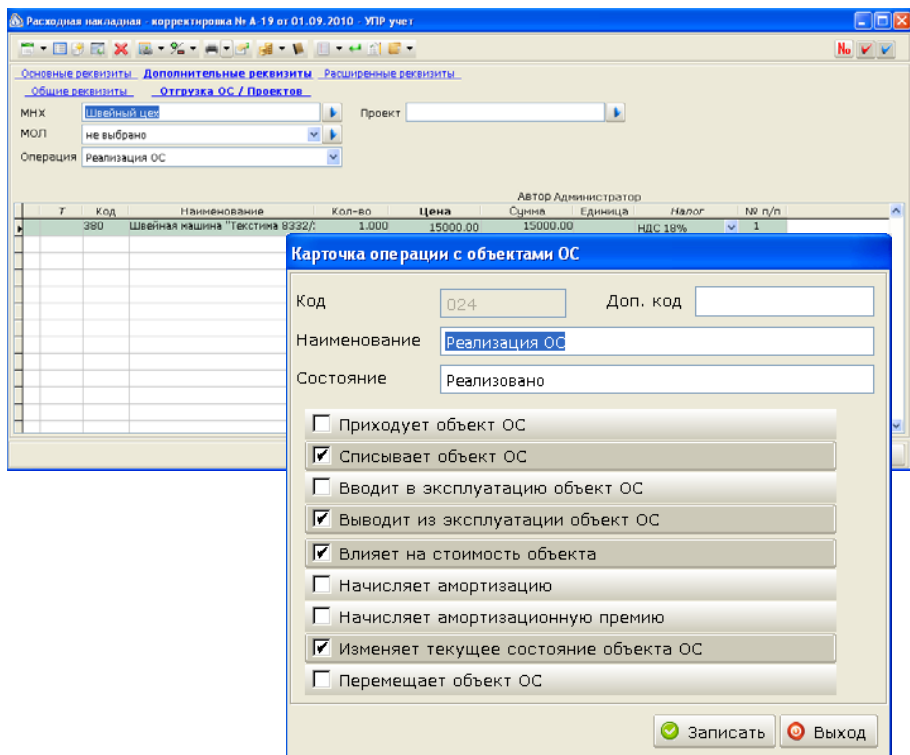 Расходная накладная - корректировка № А-19 от 01.09.2010 - УПР учет
№
Основные реквизиты Дополнительные реквизиты Расширенные реквизиты
Общие реквизиты Отгрузка ОС / Проектов
МНХ Швейный цех Проект
МОЛ не выбрано
Операция Реализация ОС
Автор Администратор
Т Код Наименование Кол-во Цена Сумма Единица Налог № п/п
380 Швейная машина "Текстима 8332/: 1.000 15000.00 15000.00 НДС 18% 1
Карточка операции с объектами ОС
Код 024 Доп. код
Наименование Реализация ОС
Состояние Реализовано
Приходует объект ОС
Списывает объект ОС
Вводит в эксплуатацию объект ОС
Выводит из эксплуатации объект ОС
Влияет на стоимость объекта
Начисляет амортизацию
Начисляет амортизационную премию
Изменяет текущее состояние объекта ОС
Перемещает объект ОС
Записать Выход